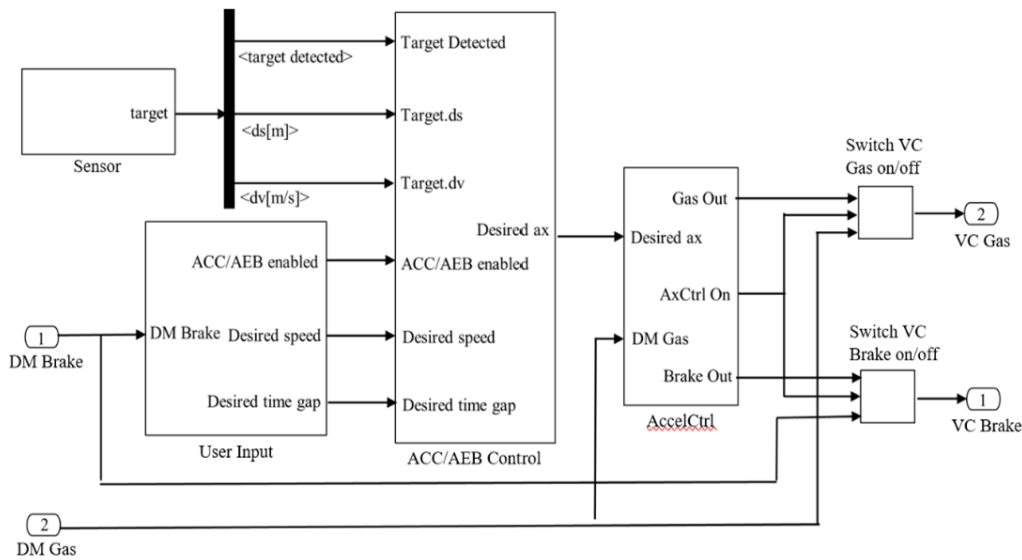 target
Sensor
<target detected>
<ds[m]>
<dv[m/s]>
Target Detected
Target.ds
Target.dv
Desired ax
ACC/AEB enabled
Desired speed
Desired time gap
ACC/AEB Control
ACC/AEB enabled
DM Brake
Desired speed
Desired time gap
User Input
1
DM Brake
2
DM Gas
Gas Out
Desired ax
AxCtrl On
DM Gas
Brake Out
AccelCtrl
Switch VC
Gas on/off
2
VC Gas
Switch VC
Brake on/off
1
VC Brake